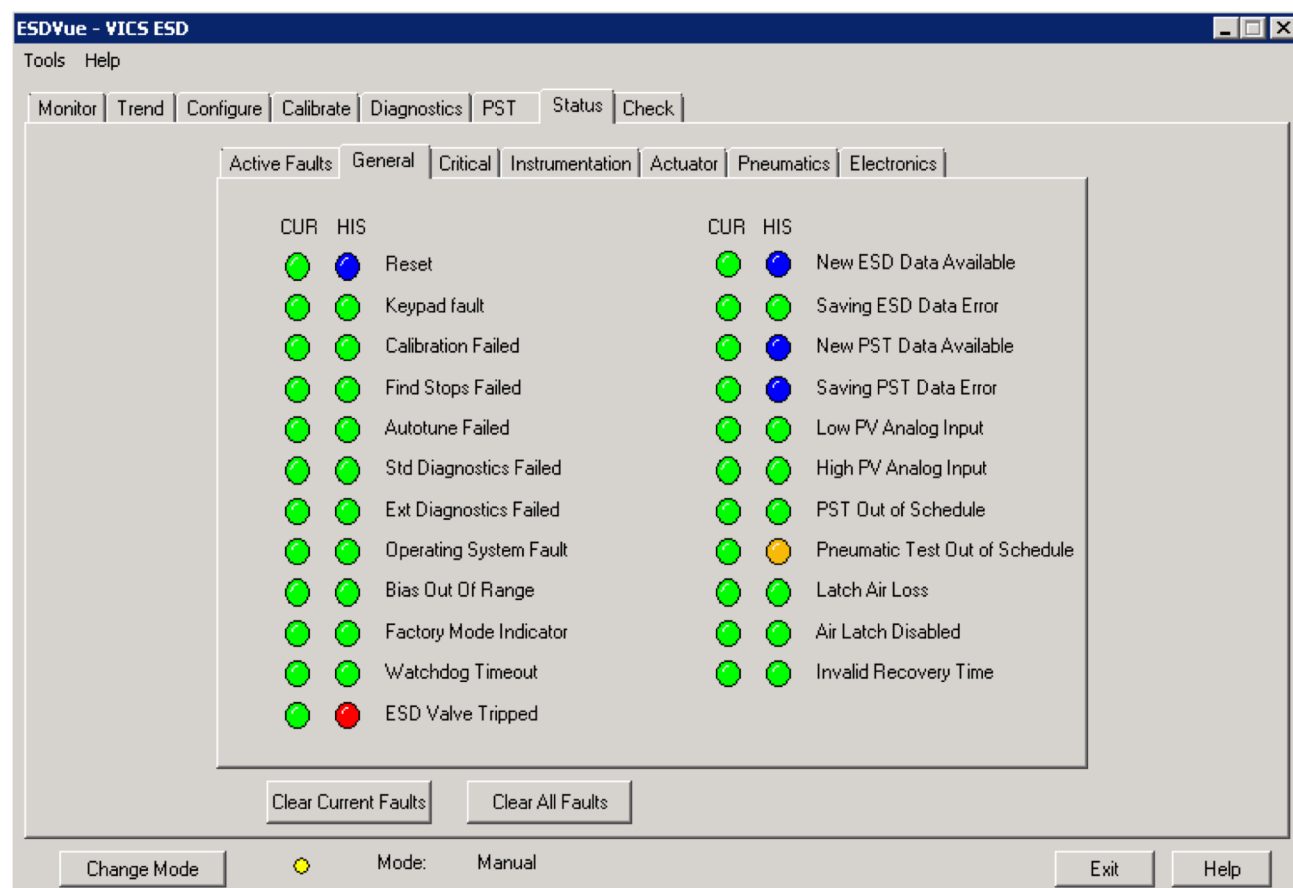 ESDVue - VICS ESD
Tools Help
Monitor Trend Configure Calibrate Diagnostics PST Status Check
Active Faults General Critical Instrumentation Actuator Pneumatics Electronics
CUR HIS
Reset
Keypad fault
Calibration Failed
Find Stops Failed
Autotune Failed
Std Diagnostics Failed
Ext Diagnostics Failed
Operating System Fault
Bias Out Of Range
Factory Mode Indicator
Watchdog Timeout
ESD Valve Tripped
CUR HIS
New ESD Data Available
Saving ESD Data Error
New PST Data Available
Saving PST Data Error
Low PV Analog Input
High PV Analog Input
PST Out of Schedule
Pneumatic Test Out of Schedule
Latch Air Loss
Air Latch Disabled
Invalid Recovery Time
Clear Current Faults Clear All Faults
Change Mode Mode: Manual Exit Help